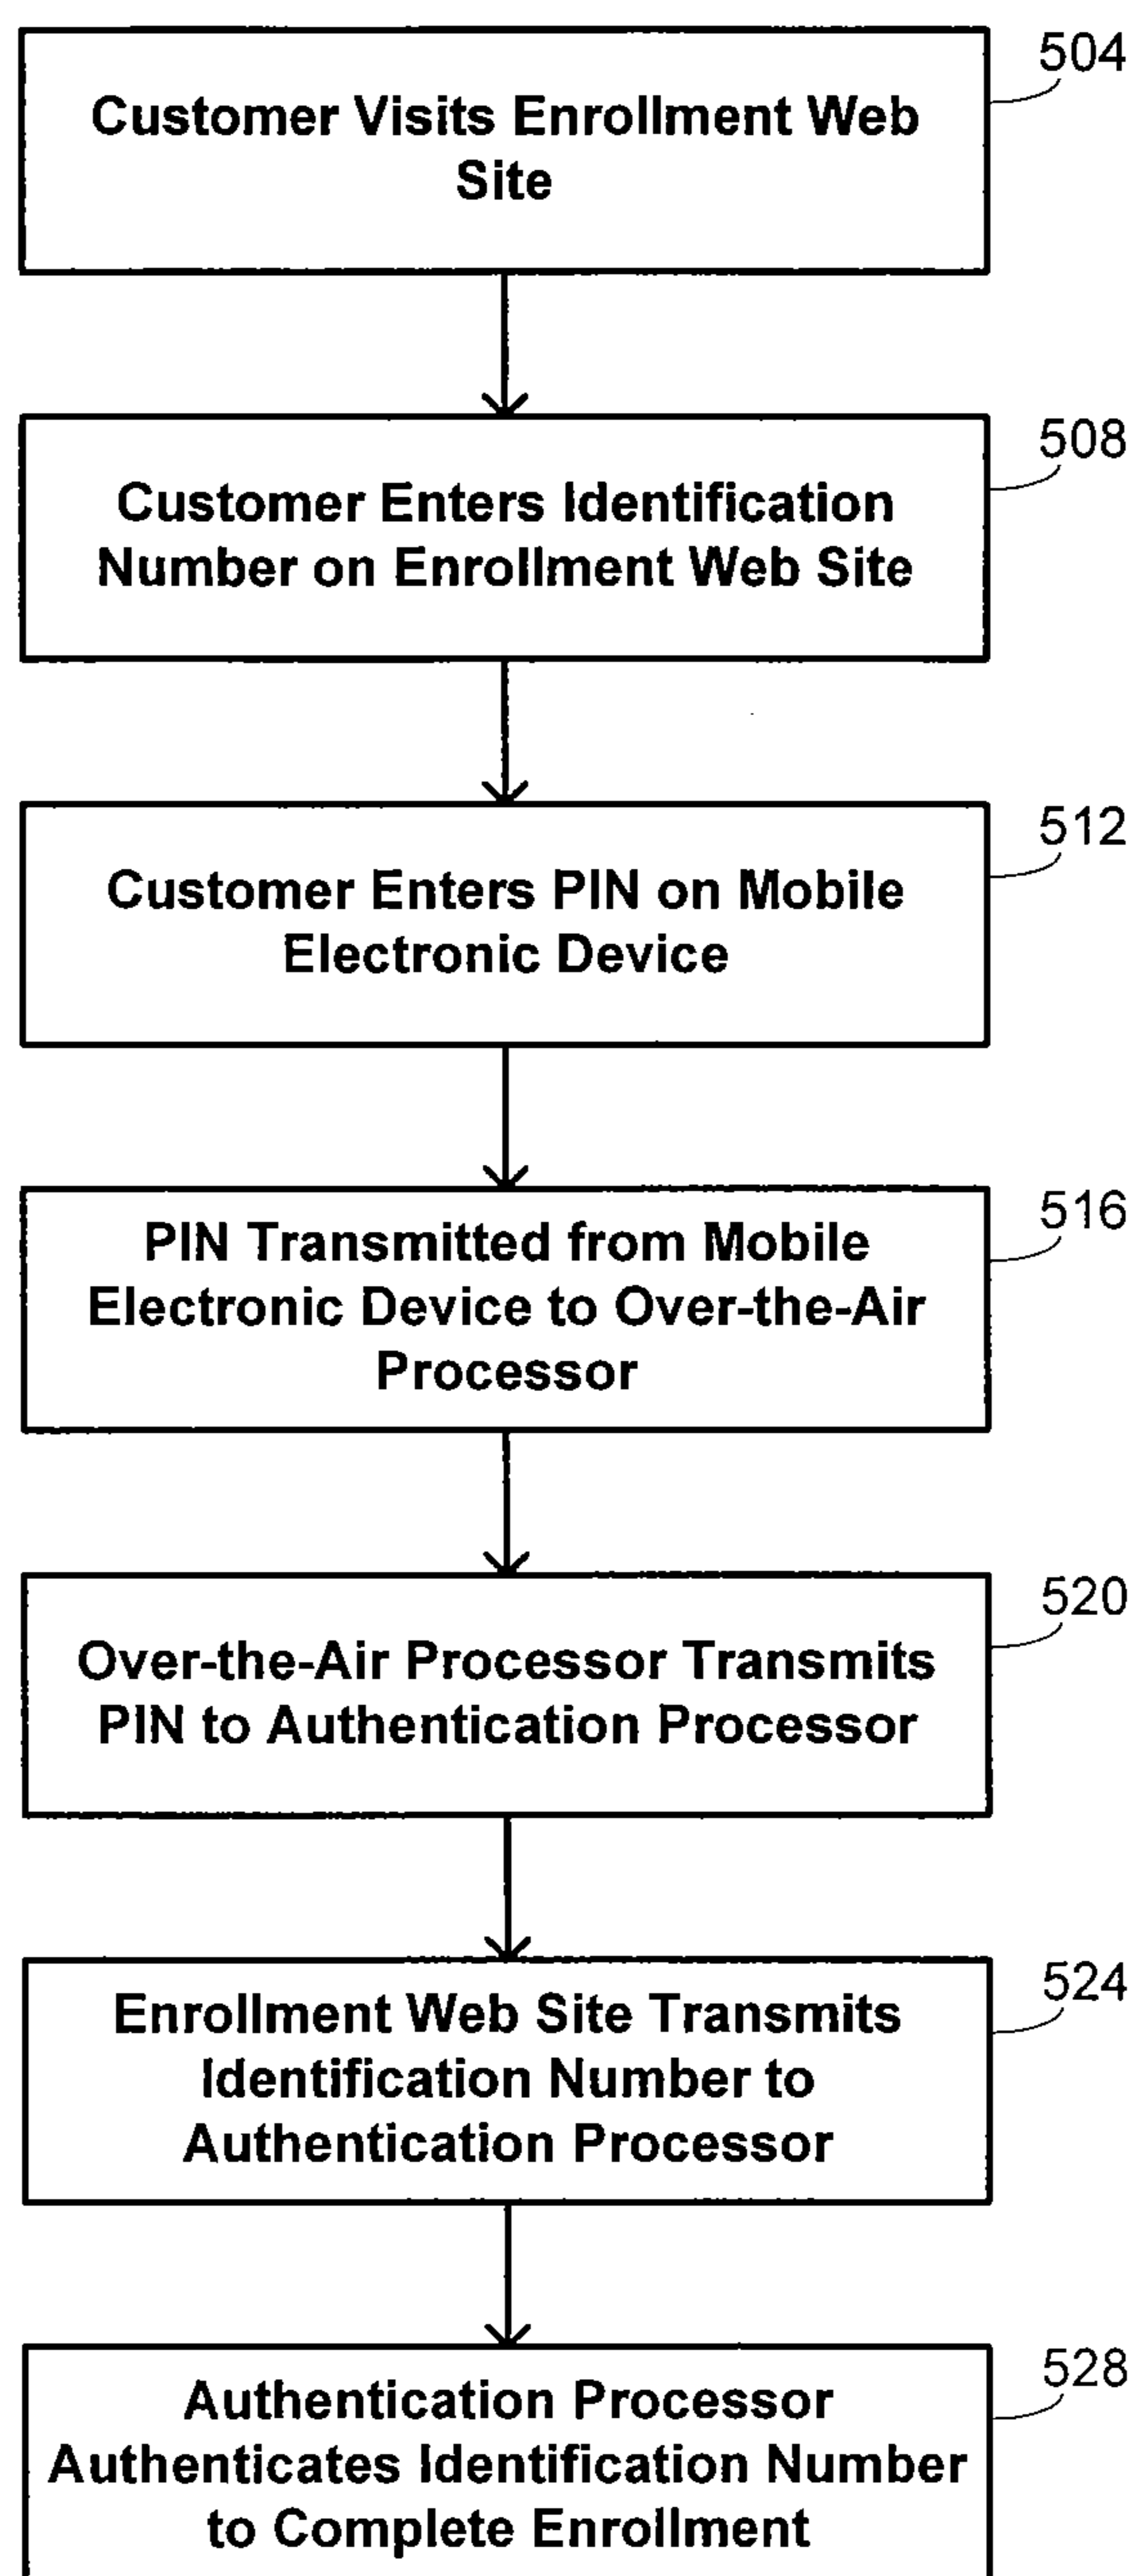 504
Customer Visits Enrollment Web
Site
508
Customer Enters Identification
Number on Enrollment Web Site
512
Customer Enters PIN on Mobile
Electronic Device
516
PIN Transmitted from Mobile
Electronic Device to Over-the-Air
Processor
520
Over-the-Air Processor Transmits
PIN to Authentication Processor
524
Enrollment Web Site Transmits
Identification Number to
Authentication Processor
528
Authentication Processor
Authenticates Identification Number
to Complete Enrollment